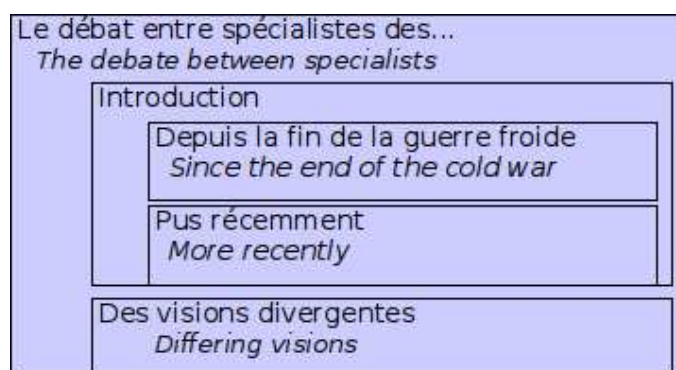 Le débat entre spécialistes des...
The debate between specialists
Introduction
Depuis la fin de la guerre froide
Since the end of the cold war
Pus récemment
More recently
Des visions divergentes
Differing visions